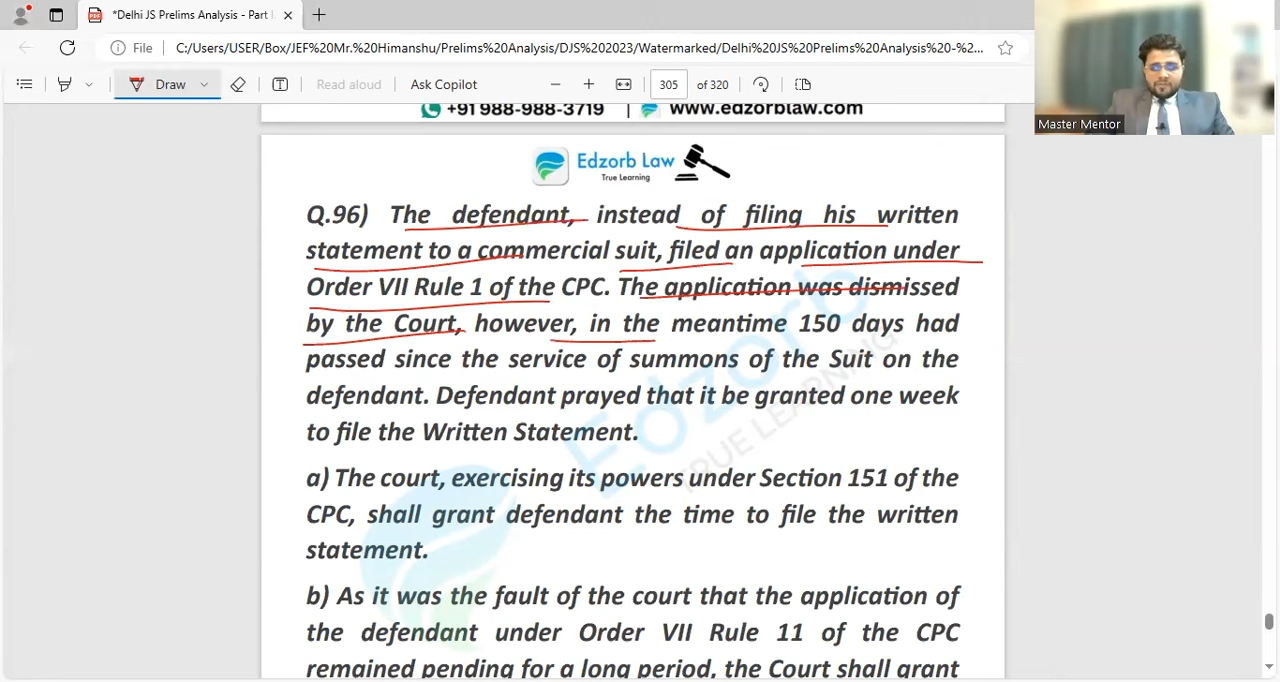 *Delhi JS Prelims Analysis - Part I
File
C:/Users/USER/Box/JEF%20Mr.%20Himanshu/Prelims%20Analysis/DJS%202023/Watermarked/Delhi%20JS%20Prelims%20Analysis%20-%2...
Draw
Read aloud
Ask Copilot
305 of 320
Master Mentor
+91 988-988-3719 | www.edzorblaw.com
Edzorb Law
True Learning
Q.96) The defendant, instead of filing his written
statement to a commercial suit, filed an application under
Order VII Rule 1 of the CPC. The application was dismissed
by the Court, however, in the meantime 150 days had
passed since the service of summons of the Suit on the
defendant. Defendant prayed that it be granted one week
to file the Written Statement.
a) The court, exercising its powers under Section 151 of the
CPC, shall grant defendant the time to file the written
statement.
b) As it was the fault of the court that the application of
the defendant under Order VII Rule 11 of the CPC
remained pending for a long period, the Court shall grant
Edzorb
TRUE LEARNING